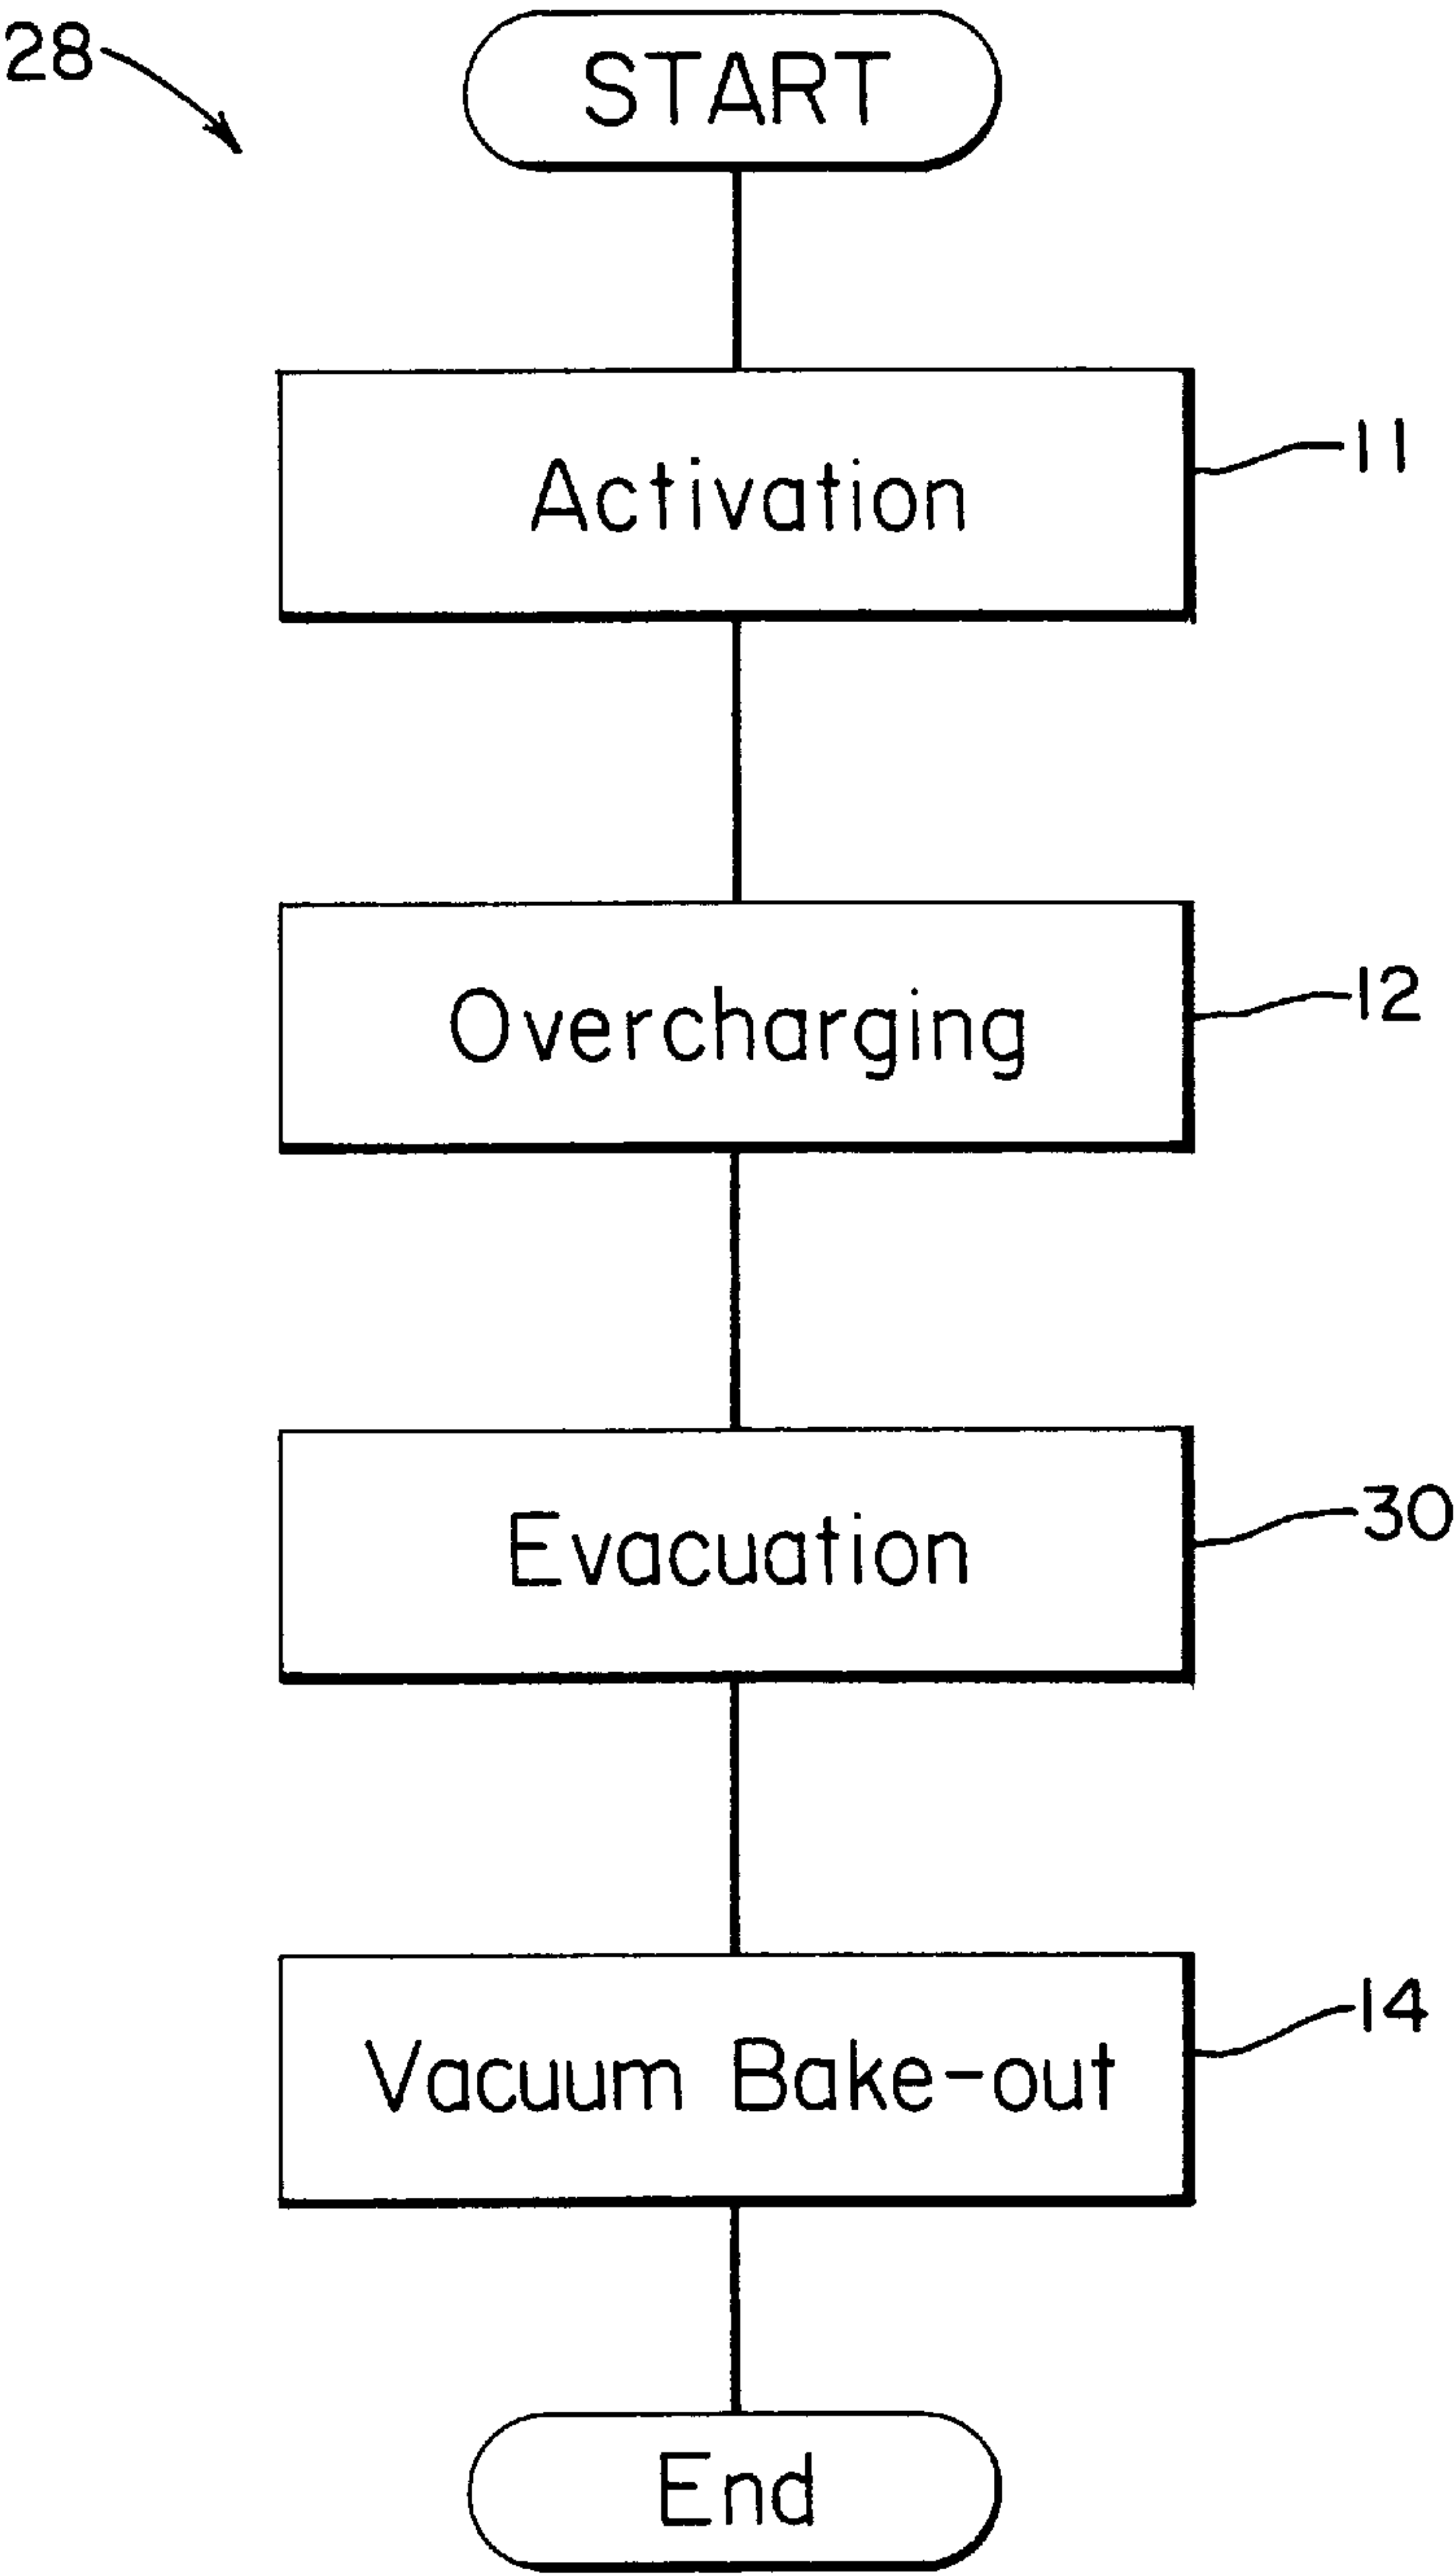 28
START
Activation
11
Overcharging
12
Evacuation
30
Vacuum Bake-out
14
End